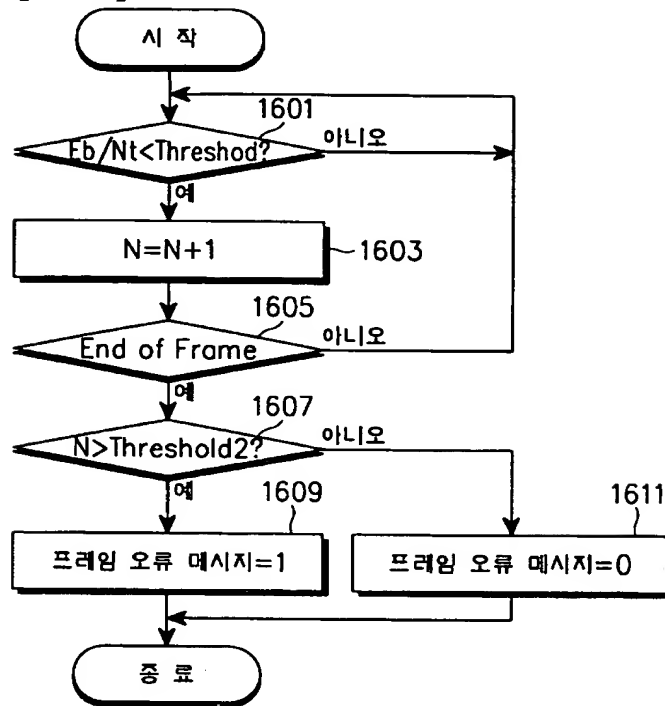 시 작
1601
Eb/Nt<Threshod?
아니오
예
N=N+1
1603
1605
End of Frame
아니오
예
1607
N>Threshold2?
아니오
예
1609
프레임 오류 메시지=1
1611
프레임 오류 메시지=0
종 료